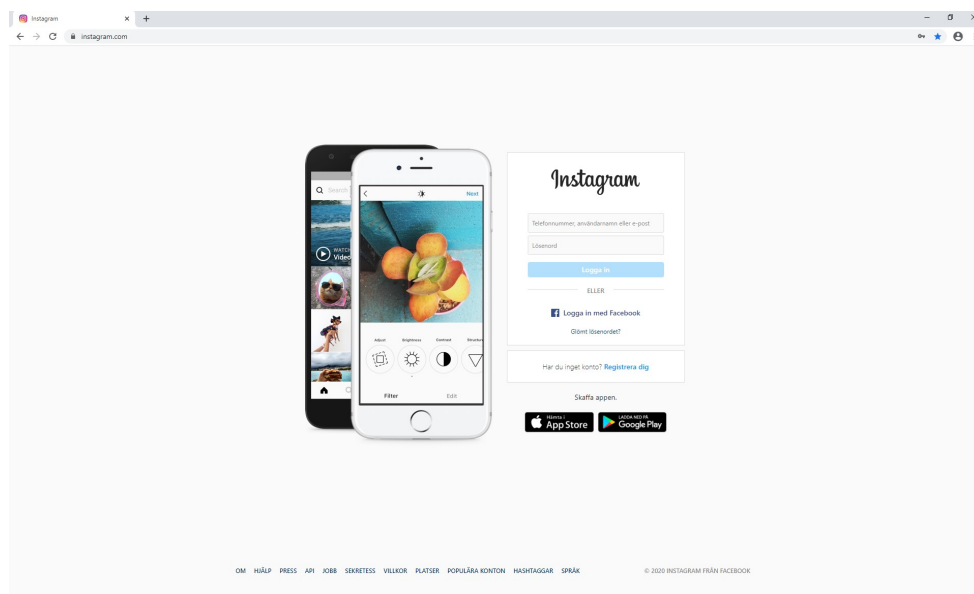 Instagram
instagram.com
Search
WATCH
Video
Next
Adjust Brightness Contrast Structure
Filter Edit
Instagram
Telefonnummer, användarnamn eller e-post
Lösenord
Logga in
ELLER
Logga in med Facebook
Glömt lösenordet?
Har du inget konto? Registrera dig
Skaffa appen.
Hämta i
App Store
LADDA NED PÅ
Google Play
OM HJÄLP PRESS API JOBB SEKRETESS VILLKOR PLATSER POPULÄRA KONTON HASHTAGGAR SPRÅK © 2020 INSTAGRAM FRÅN FACEBOOK